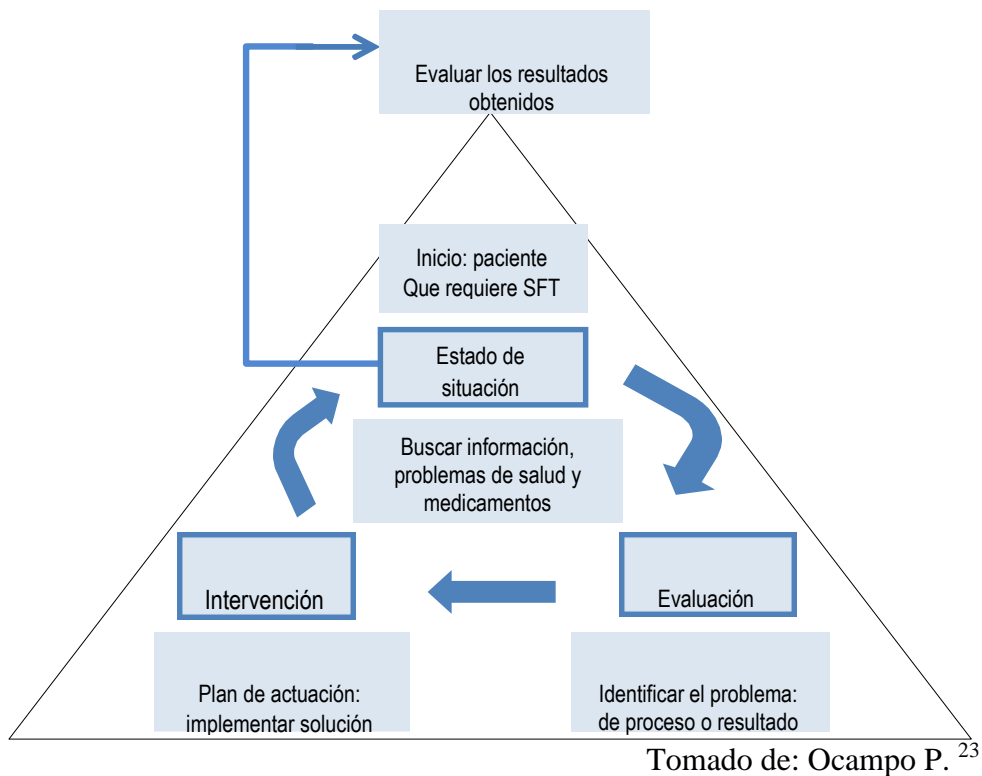 Evaluar los resultados
obtenidos
Inicio: paciente
Que requiere SFT
Estado de
situación
Buscar información,
problemas de salud y
medicamentos
Intervención
Evaluación
Plan de actuación:
implementar solución
Identificar el problema:
de proceso o resultado
Tomado de: Ocampo P. 23